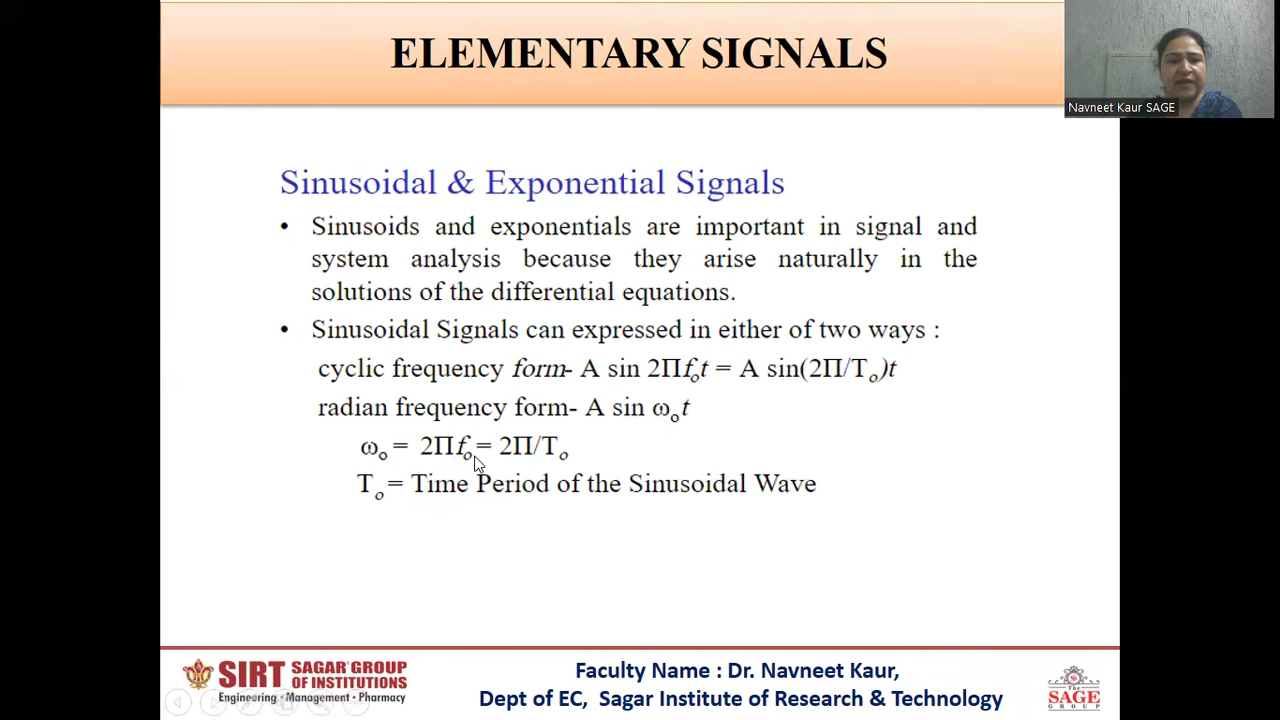 ELEMENTARY SIGNALS
Navneet Kaur SAGE
Sinusoidal & Exponential Signals
• Sinusoids and exponentials are important in signal and
system analysis because they arise naturally in the
solutions of the differential equations.
• Sinusoidal Signals can expressed in either of two ways :
cyclic frequency form- A sin 2Πfot = A sin(2Π/To)t
radian frequency form- A sin ωot
ωo = 2Πfo= 2Π/To
To = Time Period of the Sinusoidal Wave
SIRT SAGAR GROUP
OF INSTITUTIONS
Engineering • Management • Pharmacy
Faculty Name : Dr. Navneet Kaur,
Dept of EC, Sagar Institute of Research & Technology
The
SAGE
GROUP